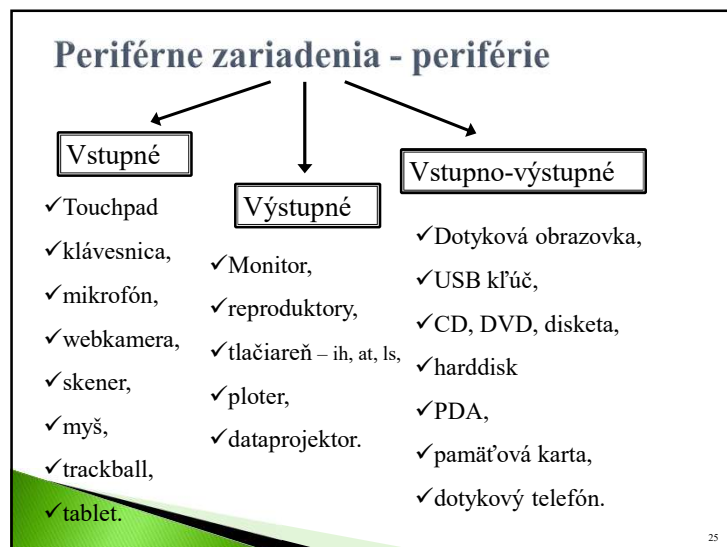 Periférne zariadenia - periférie
Vstupné
✓Touchpad
✓klávesnica,
✓mikrofón,
✓webkamera,
✓skener,
✓myš,
✓trackball,
✓tablet.
Výstupné
✓Monitor,
✓reproduktory,
✓tlačiareň – ih, at, ls,
✓ploter,
✓dataprojektor.
Vstupno-výstupné
✓Dotyková obrazovka,
✓USB kľúč,
✓CD, DVD, disketa,
✓harddisk
✓PDA,
✓pamäťová karta,
✓dotykový telefón.
25